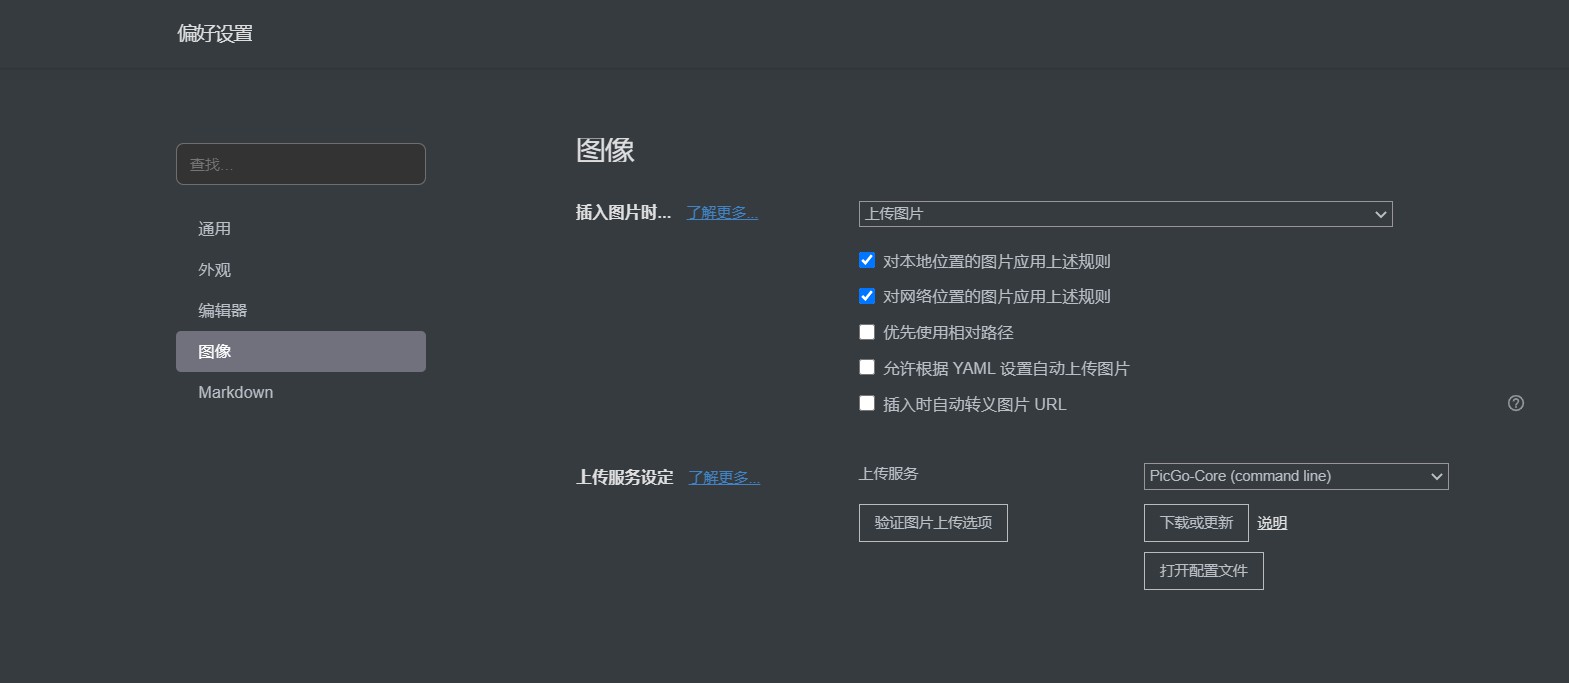 偏好设置
查找...
通用
外观
编辑器
图像
Markdown
图像
插入图片时... 了解更多...
上传图片
对本地位置的图片应用上述规则
对网络位置的图片应用上述规则
优先使用相对路径
允许根据 YAML 设置自动上传图片
插入时自动转义图片 URL
上传服务设定 了解更多...
上传服务 PicGo-Core (command line)
验证图片上传选项 下载或更新 说明
打开配置文件